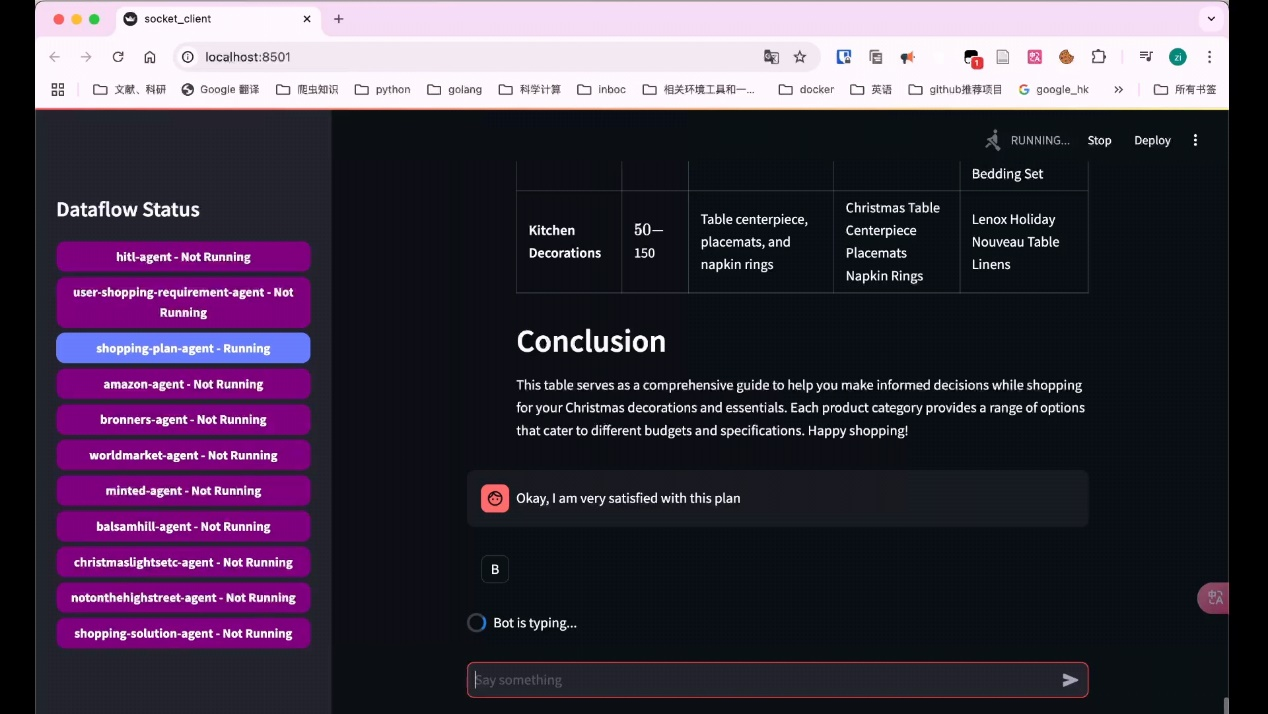 socket_client
localhost:8501
1
zi
文献、科研
Google 翻译
爬虫知识
python
golang
科学计算
inboc
相关环境工具和一...
docker
英语
github推荐项目
google_hk
所有书签
RUNNING...
Stop
Deploy
Dataflow Status
hitl-agent - Not Running
user-shopping-requirement-agent - Not
Running
shopping-plan-agent - Running
amazon-agent - Not Running
bronners-agent - Not Running
worldmarket-agent - Not Running
minted-agent - Not Running
balsamhill-agent - Not Running
christmaslightsetc-agent - Not Running
notonthehighstreet-agent - Not Running
shopping-solution-agent - Not Running
Bedding Set
Kitchen
Decorations
50—
150
Table centerpiece,
placemats, and
napkin rings
Christmas Table
Centerpiece
Placemats
Napkin Rings
Lenox Holiday
Nouveau Table
Linens
Conclusion
This table serves as a comprehensive guide to help you make informed decisions while shopping
for your Christmas decorations and essentials. Each product category provides a range of options
that cater to different budgets and specifications. Happy shopping!
Okay, I am very satisfied with this plan
B
Bot is typing...
Say something